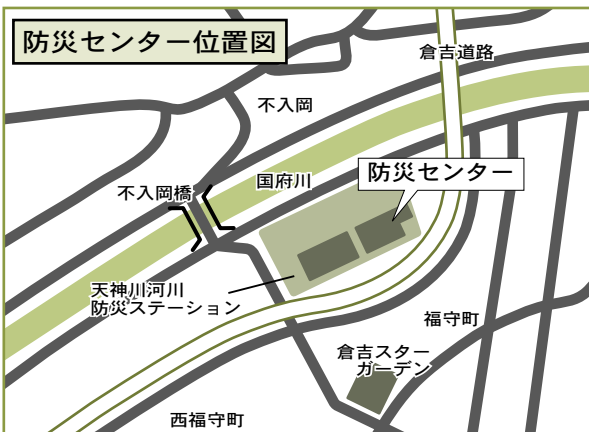 防災センター位置図
倉吉道路
不入岡
防災センター
国府川
不入岡橋
天神川河川
防災ステーション
福守町
倉吉スター
ガーデン
西福守町